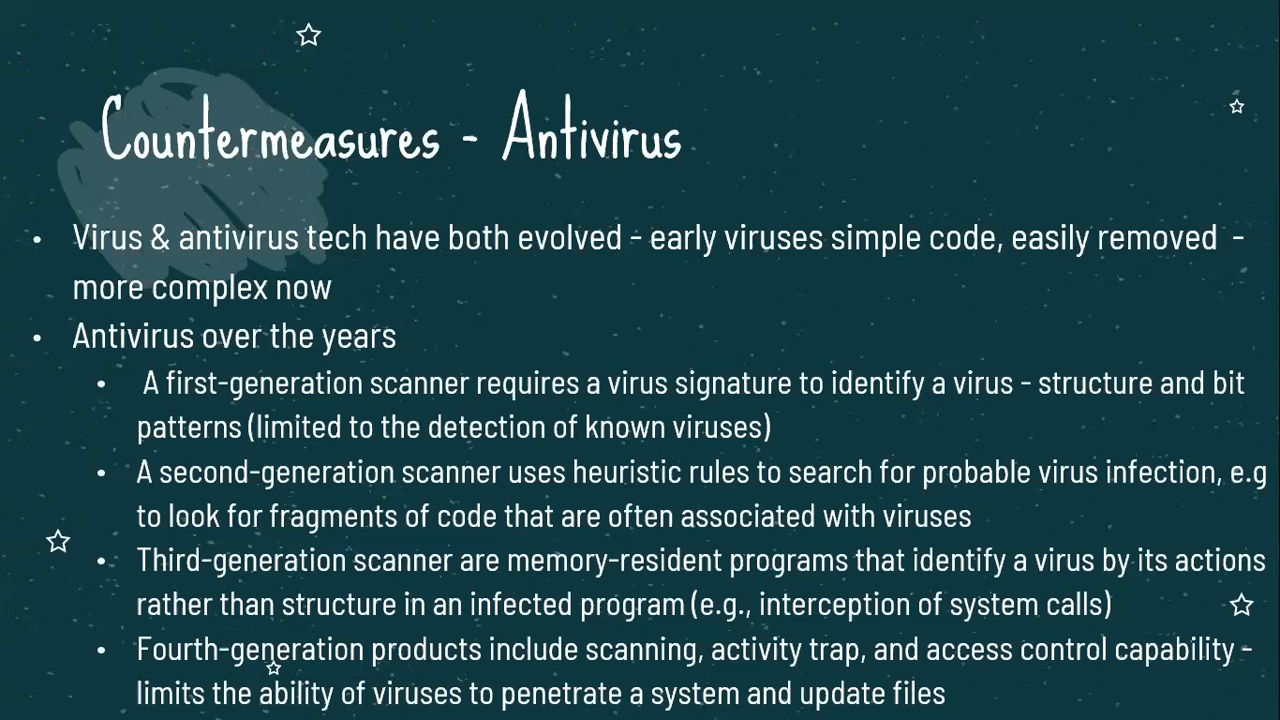 Countermeasures - Antivirus
• Virus & antivirus tech have both evolved - early viruses simple code, easily removed -
more complex now
• Antivirus over the years
• A first-generation scanner requires a virus signature to identify a virus - structure and bit
patterns (limited to the detection of known viruses)
• A second-generation scanner uses heuristic rules to search for probable virus infection, e.g
to look for fragments of code that are often associated with viruses
• Third-generation scanner are memory-resident programs that identify a virus by its actions
rather than structure in an infected program (e.g., interception of system calls)
• Fourth-generation products include scanning, activity trap, and access control capability -
limits the ability of viruses to penetrate a system and update files